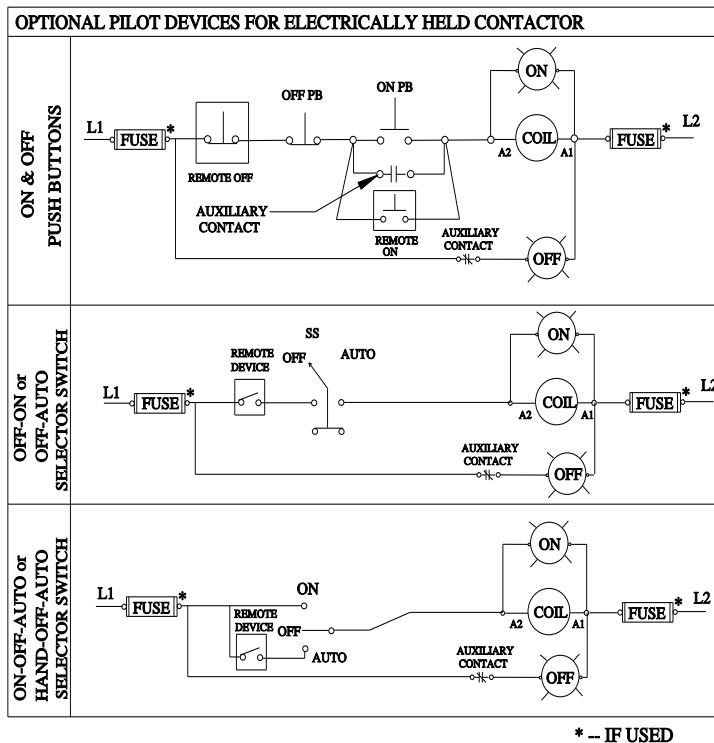 OPTIONAL PILOT DEVICES FOR ELECTRICALLY HELD CONTACTOR
ON & OFF
PUSH BUTTONS
ON
OFF PB
ON PB
L1
FUSE
*
COIL
A2
A1
FUSE
*
L2
REMOTE OFF
AUXILIARY
CONTACT
REMOTE
ON
AUXILIARY
CONTACT
OFF
OFF-ON or
OFF-AUTO
SELECTOR SWITCH
ON
SS
REMOTE
DEVICE
OFF
AUTO
L1
FUSE
*
COIL
A2
A1
FUSE
*
L2
AUXILIARY
CONTACT
OFF
ON-OFF-AUTO or
HAND-OFF-AUTO
SELECTOR SWITCH
ON
L1
FUSE
*
ON
REMOTE
DEVICE
OFF
AUTO
COIL
A2
A1
FUSE
*
L2
AUXILIARY
CONTACT
OFF
* -- IF USED